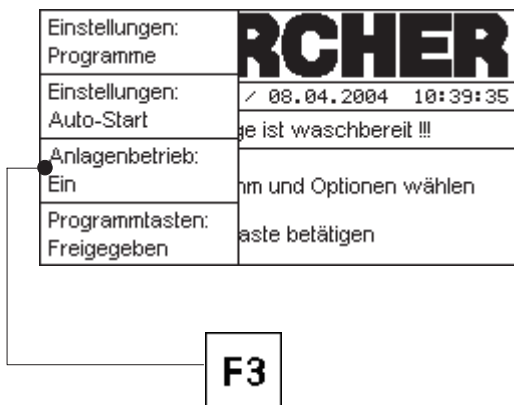 Einstellungen:
Programme
Einstellungen:
Auto-Start
Anlagenbetrieb:
Ein
Programmtasten:
Freigegeben
RCHER
/ 08.04.2004 10:39:35
ge ist waschbereit !!!
mm und Optionen wählen
aste betätigen
F3